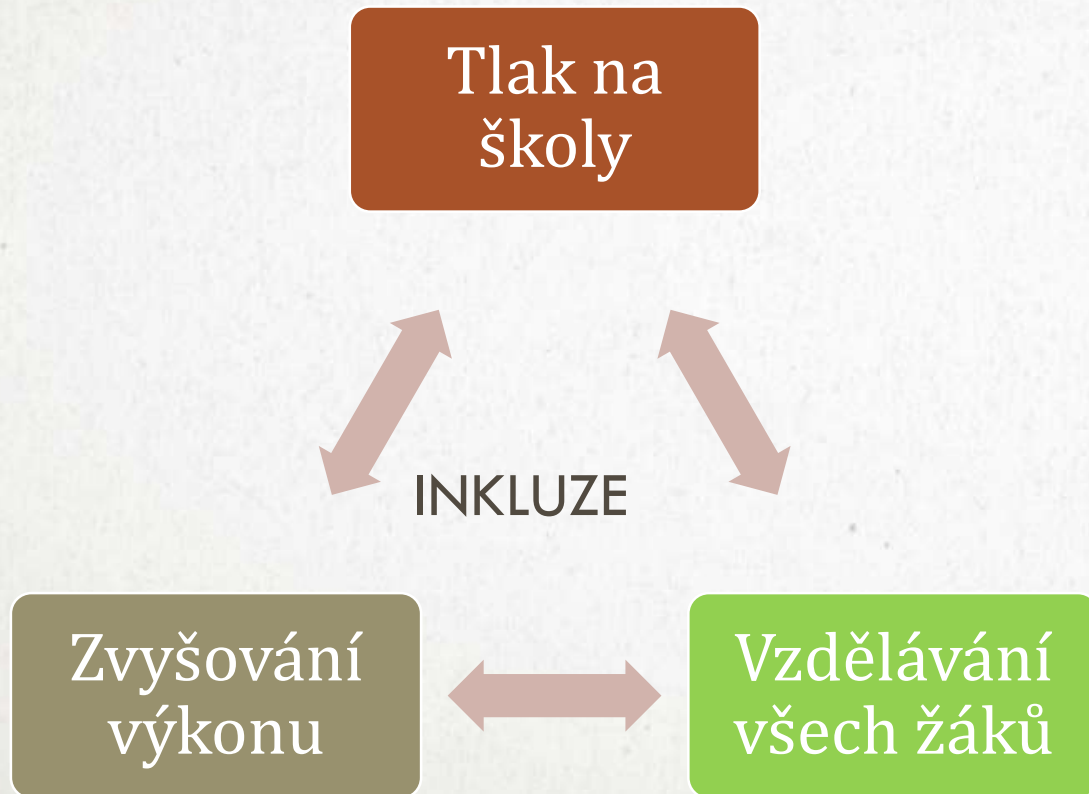 Tlak na
školy
INKLUZE
Zvyšování
výkonu
Vzdělávání
všech žáků